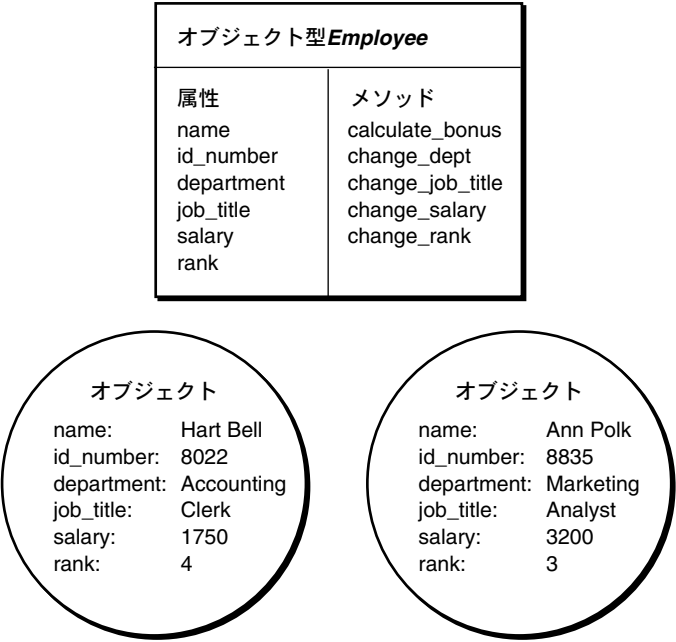 オブジェクト型Employee
属性
name
id_number
department
job_title
salary
rank
メソッド
calculate_bonus
change_dept
change_job_title
change_salary
change_rank
オブジェクト
name: Hart Bell
id_number: 8022
department: Accounting
job_title: Clerk
salary: 1750
rank: 4
オブジェクト
name: Ann Polk
id_number: 8835
department: Marketing
job_title: Analyst
salary: 3200
rank: 3